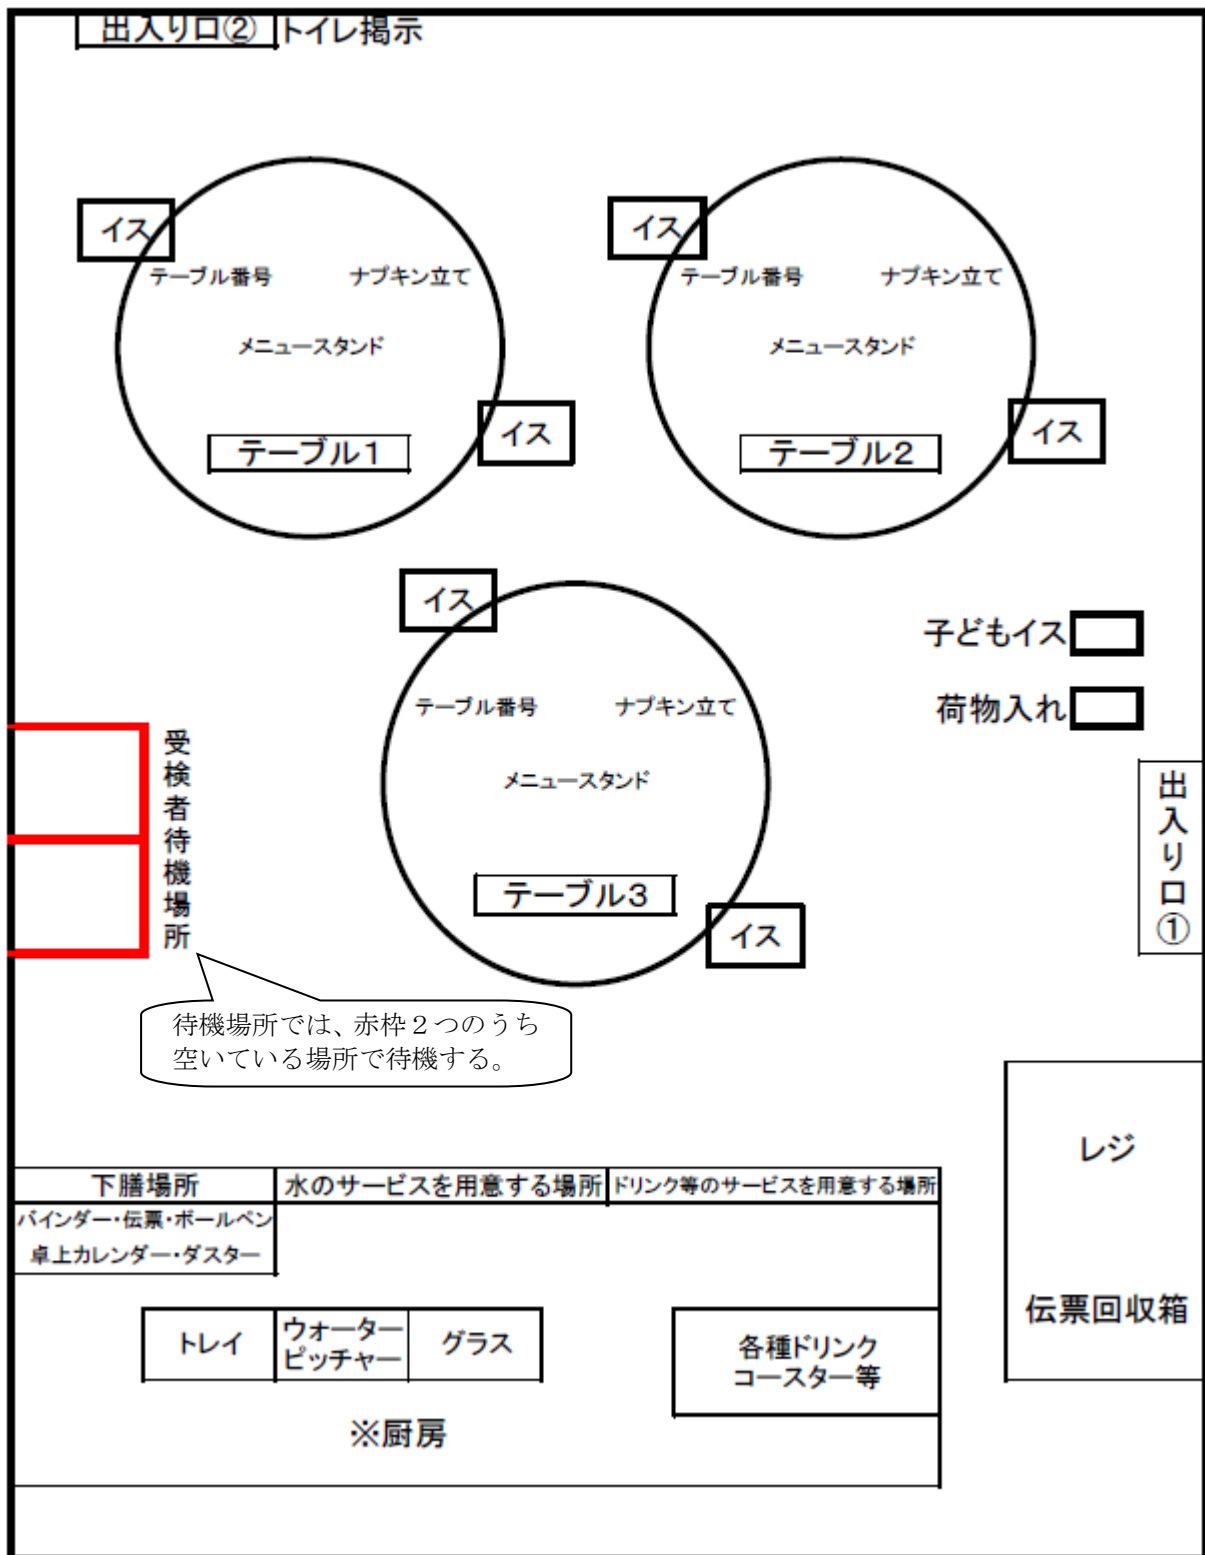 出入り口②
トイレ掲示
イス
テーブル番号
ナプキン立て
メニュースタンド
イス
テーブル1
イス
テーブル番号
ナプキン立て
メニュースタンド
イス
テーブル2
イス
テーブル番号
ナプキン立て
メニュースタンド
テーブル3
イス
子どもイス
荷物入れ
出入り口①
受検者待機場所
待機場所では、赤枠２つのうち
空いている場所で待機する。
レジ
伝票回収箱
下膳場所
水のサービスを用意する場所
ドリンク等のサービスを用意する場所
バインダー・伝票・ボールペン
卓上カレンダー・ダスター
トレイ
ウォーター
ピッチャー
グラス
各種ドリンク
コースター等
※厨房